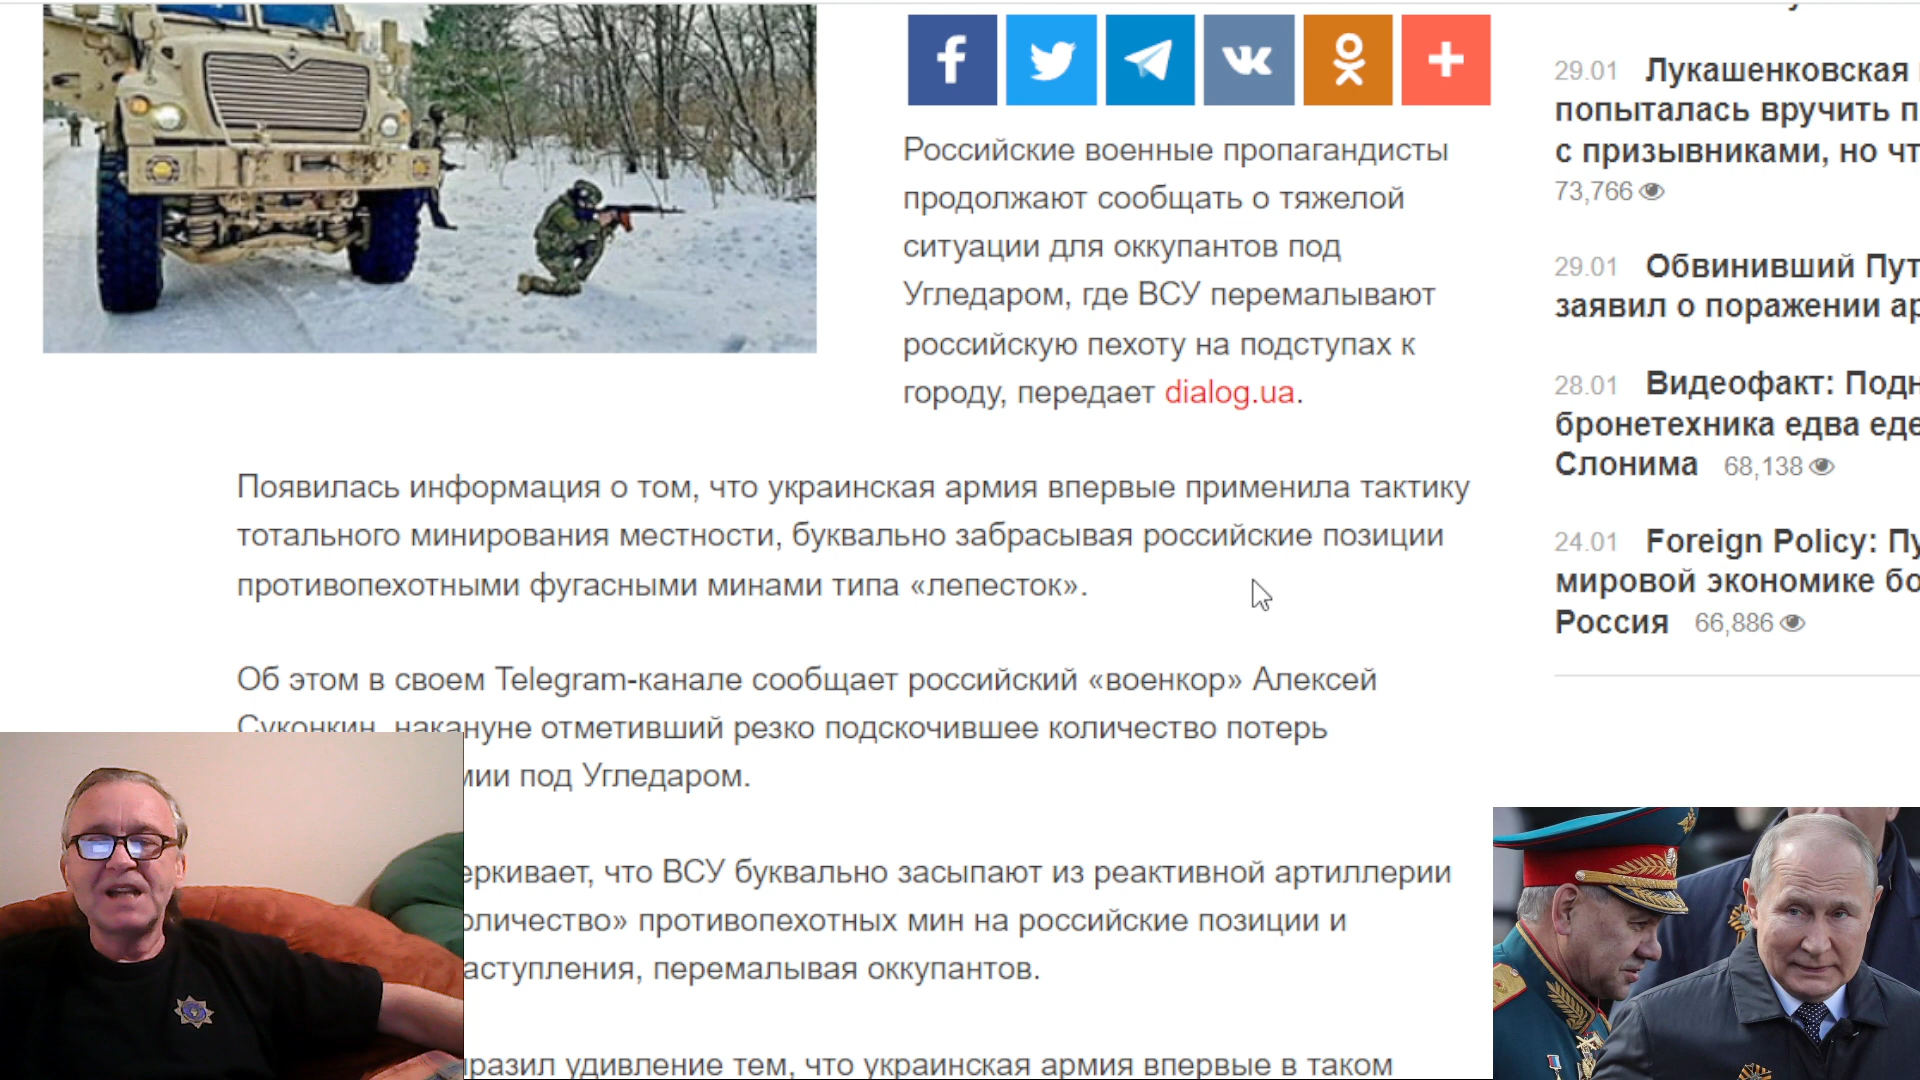 Российские военные пропагандисты
продолжают сообщать о тяжелой
ситуации для оккупантов под
Угледаром, где ВСУ перемалывают
российскую пехоту на подступах к
городу, передает dialog.ua.
Появилась информация о том, что украинская армия впервые применила тактику
тотального минирования местности, буквально забрасывая российские позиции
противопехотными фугасными минами типа «лепесток».
Об этом в своем Telegram-канале сообщает российский «военкор» Алексей
Суконкин, накануне отметивший резко подскочившее количество потерь
мии под Угледаром.
еркивает, что ВСУ буквально засыпают из реактивной артиллерии
оличество» противопехотных мин на российские позиции и
аступления, перемалывая оккупантов.
ыразил удивление тем, что украинская армия впервые в таком
29.01 Лукашенковская
попыталась вручить п
с призывниками, но чт
73,766
29.01 Обвинивший Пут
заявил о поражении ар
28.01 Видеофакт: Подн
бронетехника едва еде
Слонима 68,138
24.01 Foreign Policy: Пу
мировой экономике бо
Россия 66,886